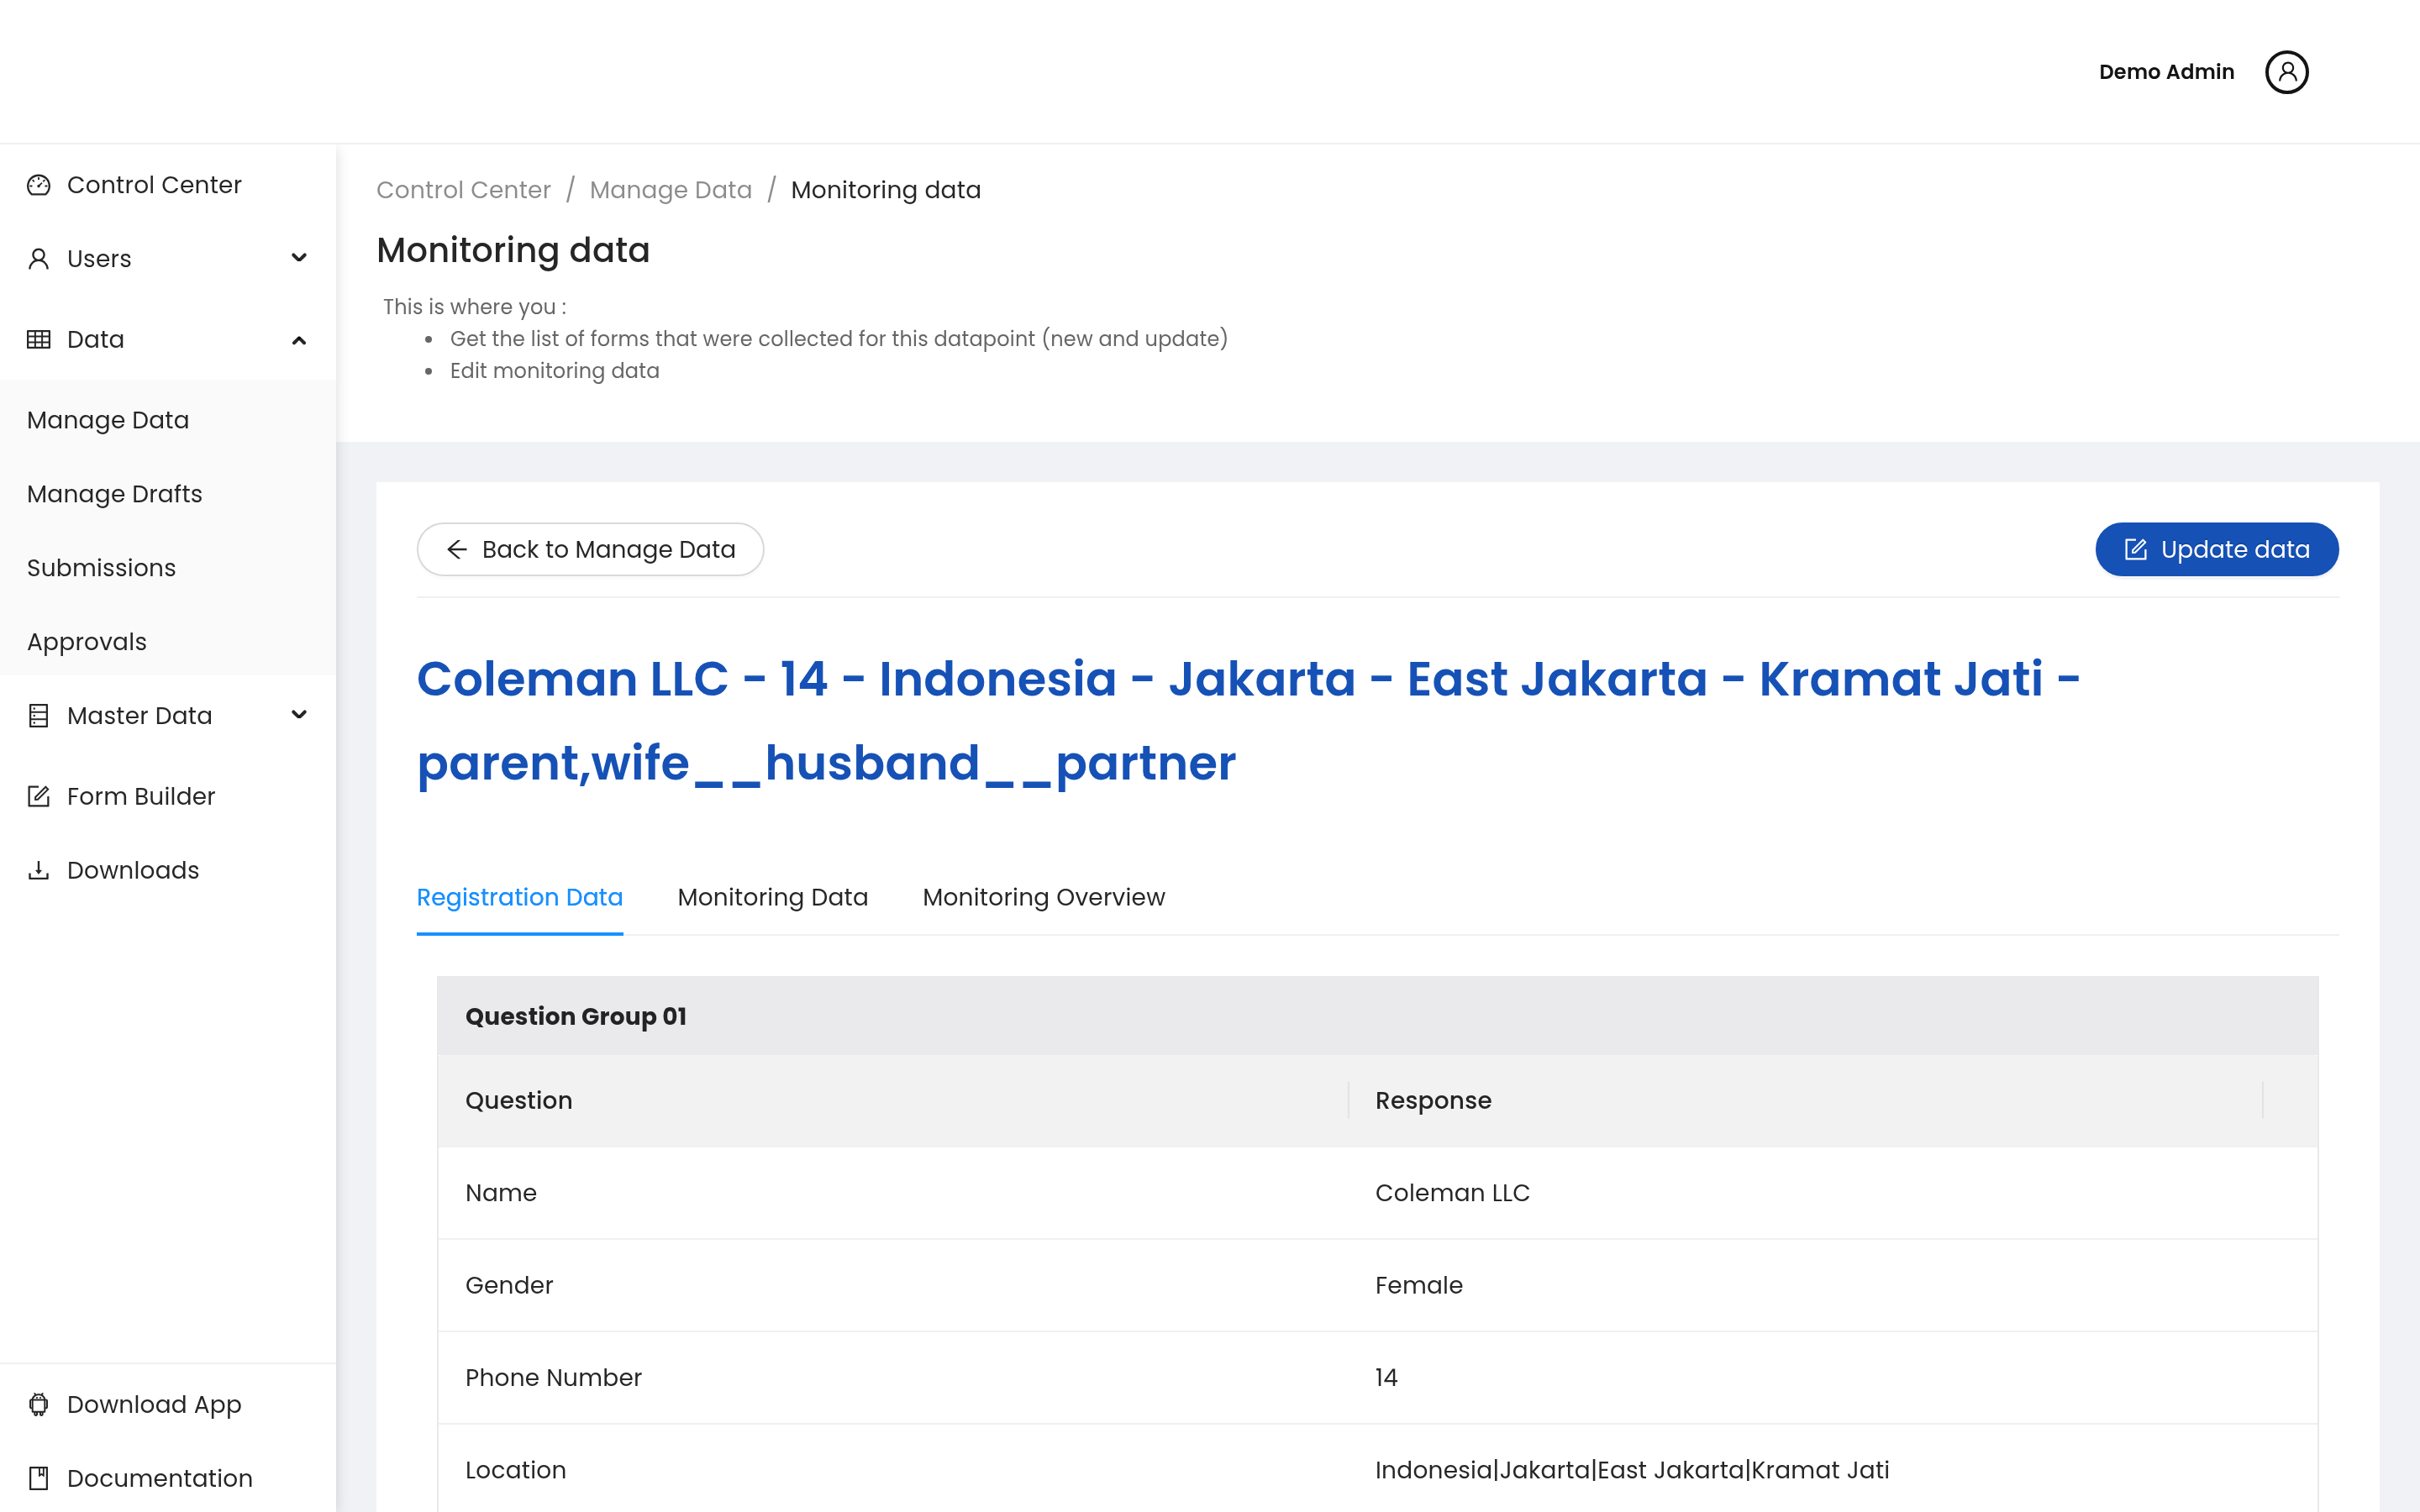 Demo Admin
Control Center
Users
Data
Manage Data
Manage Drafts
Submissions
Approvals
Master Data
Form Builder
Downloads
Download App
Documentation
Control Center / Manage Data / Monitoring data
Monitoring data
This is where you :
• Get the list of forms that were collected for this datapoint (new and update)
• Edit monitoring data
Back to Manage Data
Update data
Coleman LLC - 14 - Indonesia - Jakarta - East Jakarta - Kramat Jati -
parent,wife__husband__partner
Registration Data Monitoring Data Monitoring Overview
Question Group 01
Question Response
Name Coleman LLC
Gender Female
Phone Number 14
Location Indonesia|Jakarta|East Jakarta|Kramat Jati